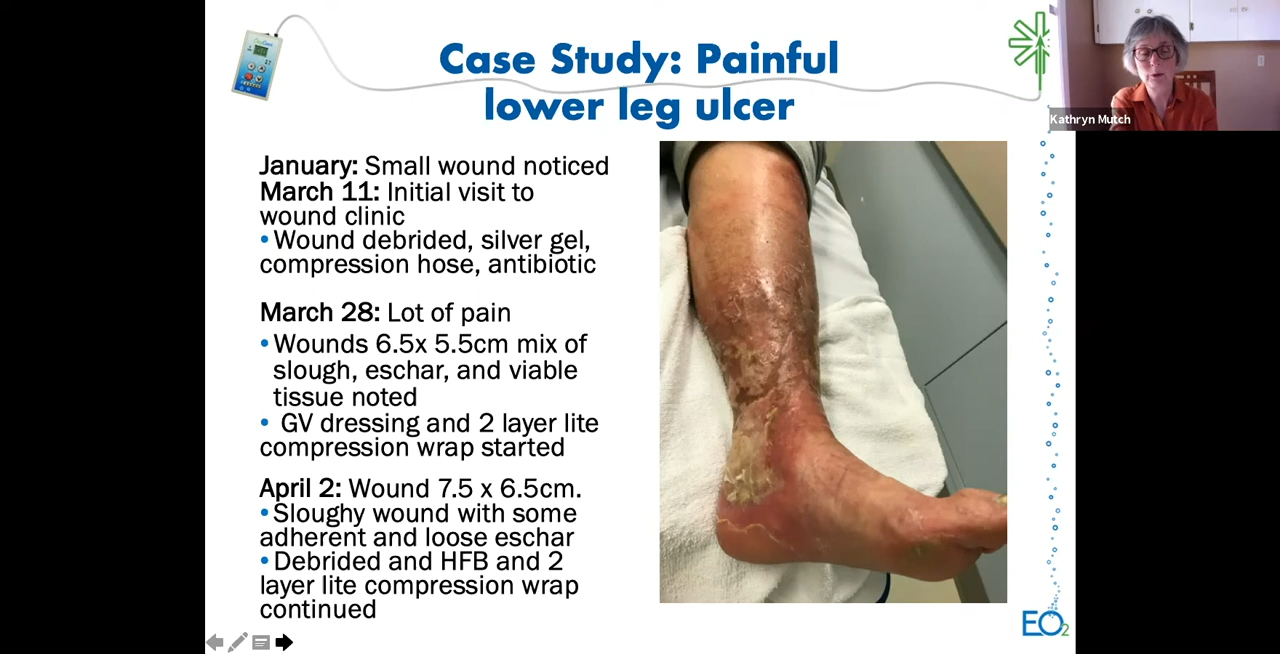 Case Study: Painful
lower leg ulcer
Kathryn Mutch
January: Small wound noticed
March 11: Initial visit to
wound clinic
•Wound debrided, silver gel,
compression hose, antibiotic
March 28: Lot of pain
•Wounds 6.5x 5.5cm mix of
slough, eschar, and viable
tissue noted
• GV dressing and 2 layer lite
compression wrap started
April 2: Wound 7.5 x 6.5cm.
•Sloughy wound with some
adherent and loose eschar
•Debrided and HFB and 2
layer lite compression wrap
continued
EO2